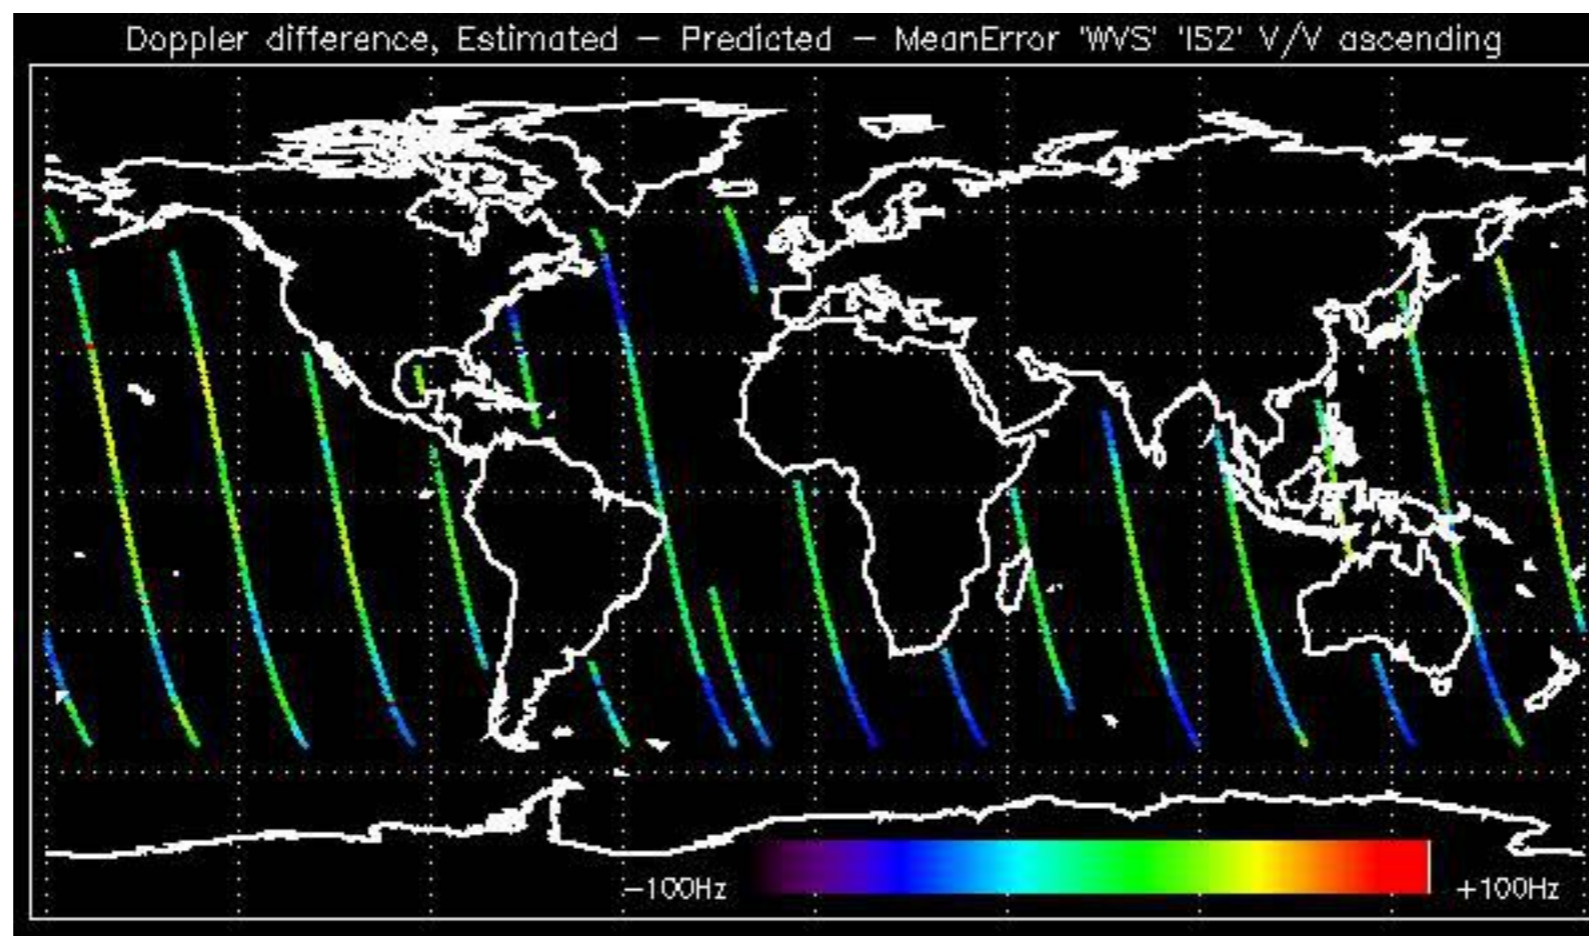 Doppler difference, Estimated – Predicted – MeanError 'WVS' 'IS2' V/V ascending
–100Hz +100Hz